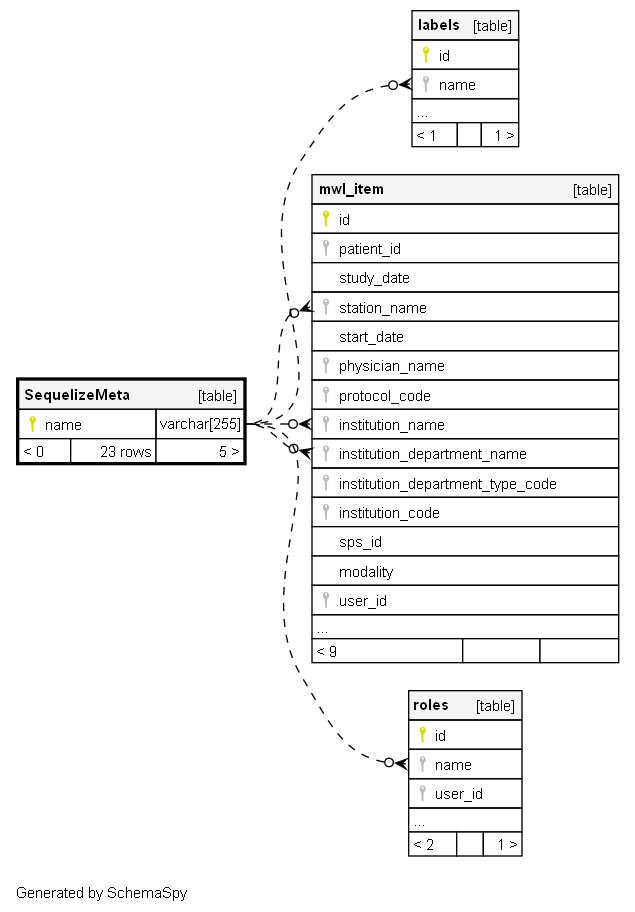 labels [table]
id
name
...
< 1 1 >
mwl_item [table]
id
patient_id
study_date
station_name
start_date
physician_name
protocol_code
institution_name
institution_department_name
institution_department_type_code
institution_code
sps_id
modality
user_id
...
< 9
SequelizeMeta [table]
name varchar[255]
< 0 23 rows 5 >
roles [table]
id
name
user_id
...
< 2 1 >
Generated by SchemaSpy